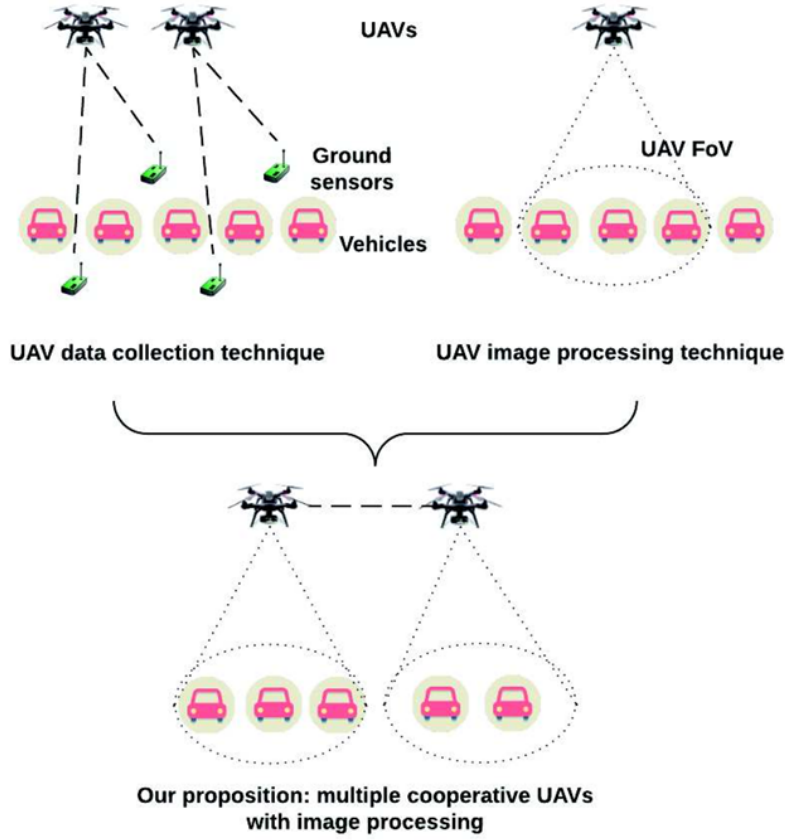 UAVs
UAV FoV
Ground
sensors
Vehicles
UAV data collection technique
UAV image processing technique
Our proposition: multiple cooperative UAVs
with image processing